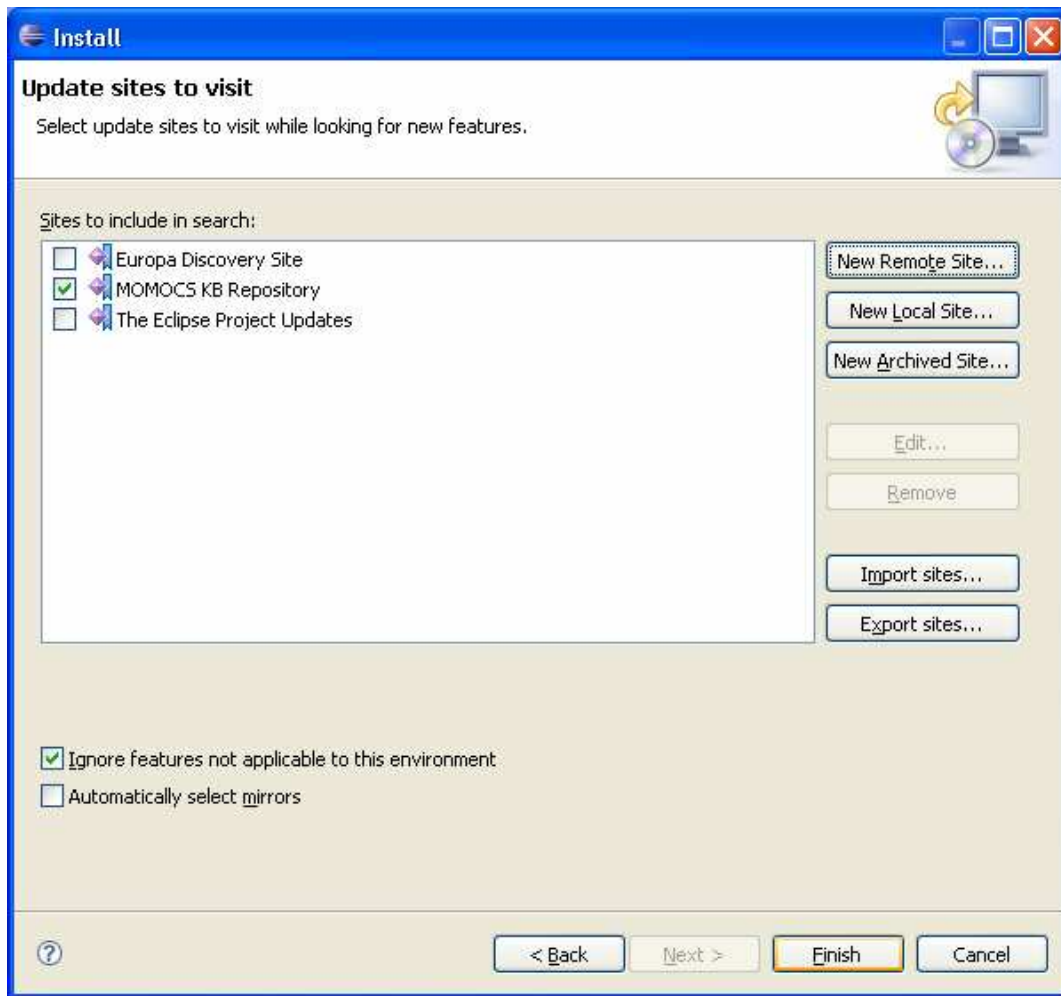 Install
Update sites to visit
Select update sites to visit while looking for new features.
Sites to include in search:
Europa Discovery Site
MOMOCS KB Repository
The Eclipse Project Updates
New Remote Site...
New Local Site...
New Archived Site...
Edit...
Remove
Import sites...
Export sites...
Ignore features not applicable to this environment
Automatically select mirrors
?
< Back
Next >
Finish
Cancel